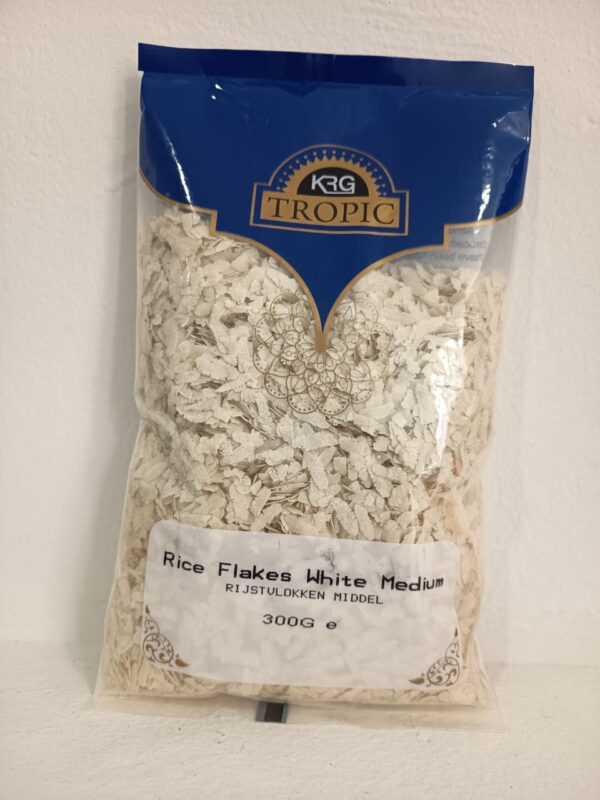 KRG
TROPIC
Rice Flakes White Medium
RIJSTVLOKKEN MIDDEL
300G e